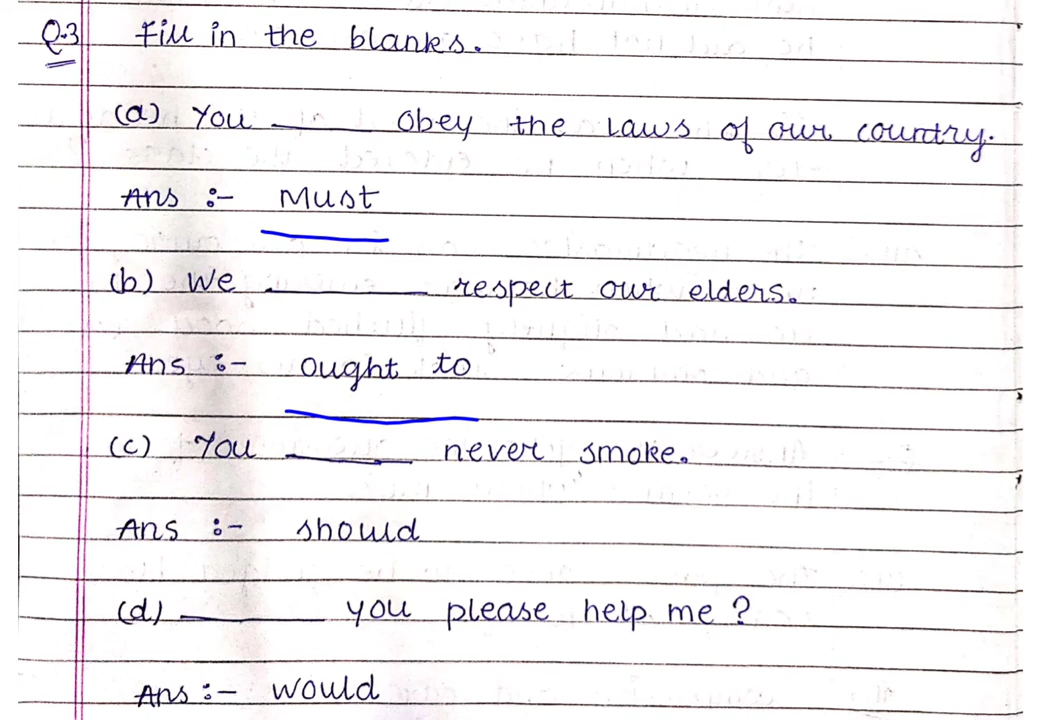 Q.3 Fill in the blanks.
(a) You ______ obey the laws of our country.
Ans :- Must
(b) We ______ respect our elders.
Ans :- ought to
(c) You ______ never smoke.
Ans :- should
(d) ______ you please help me ?
Ans :- would